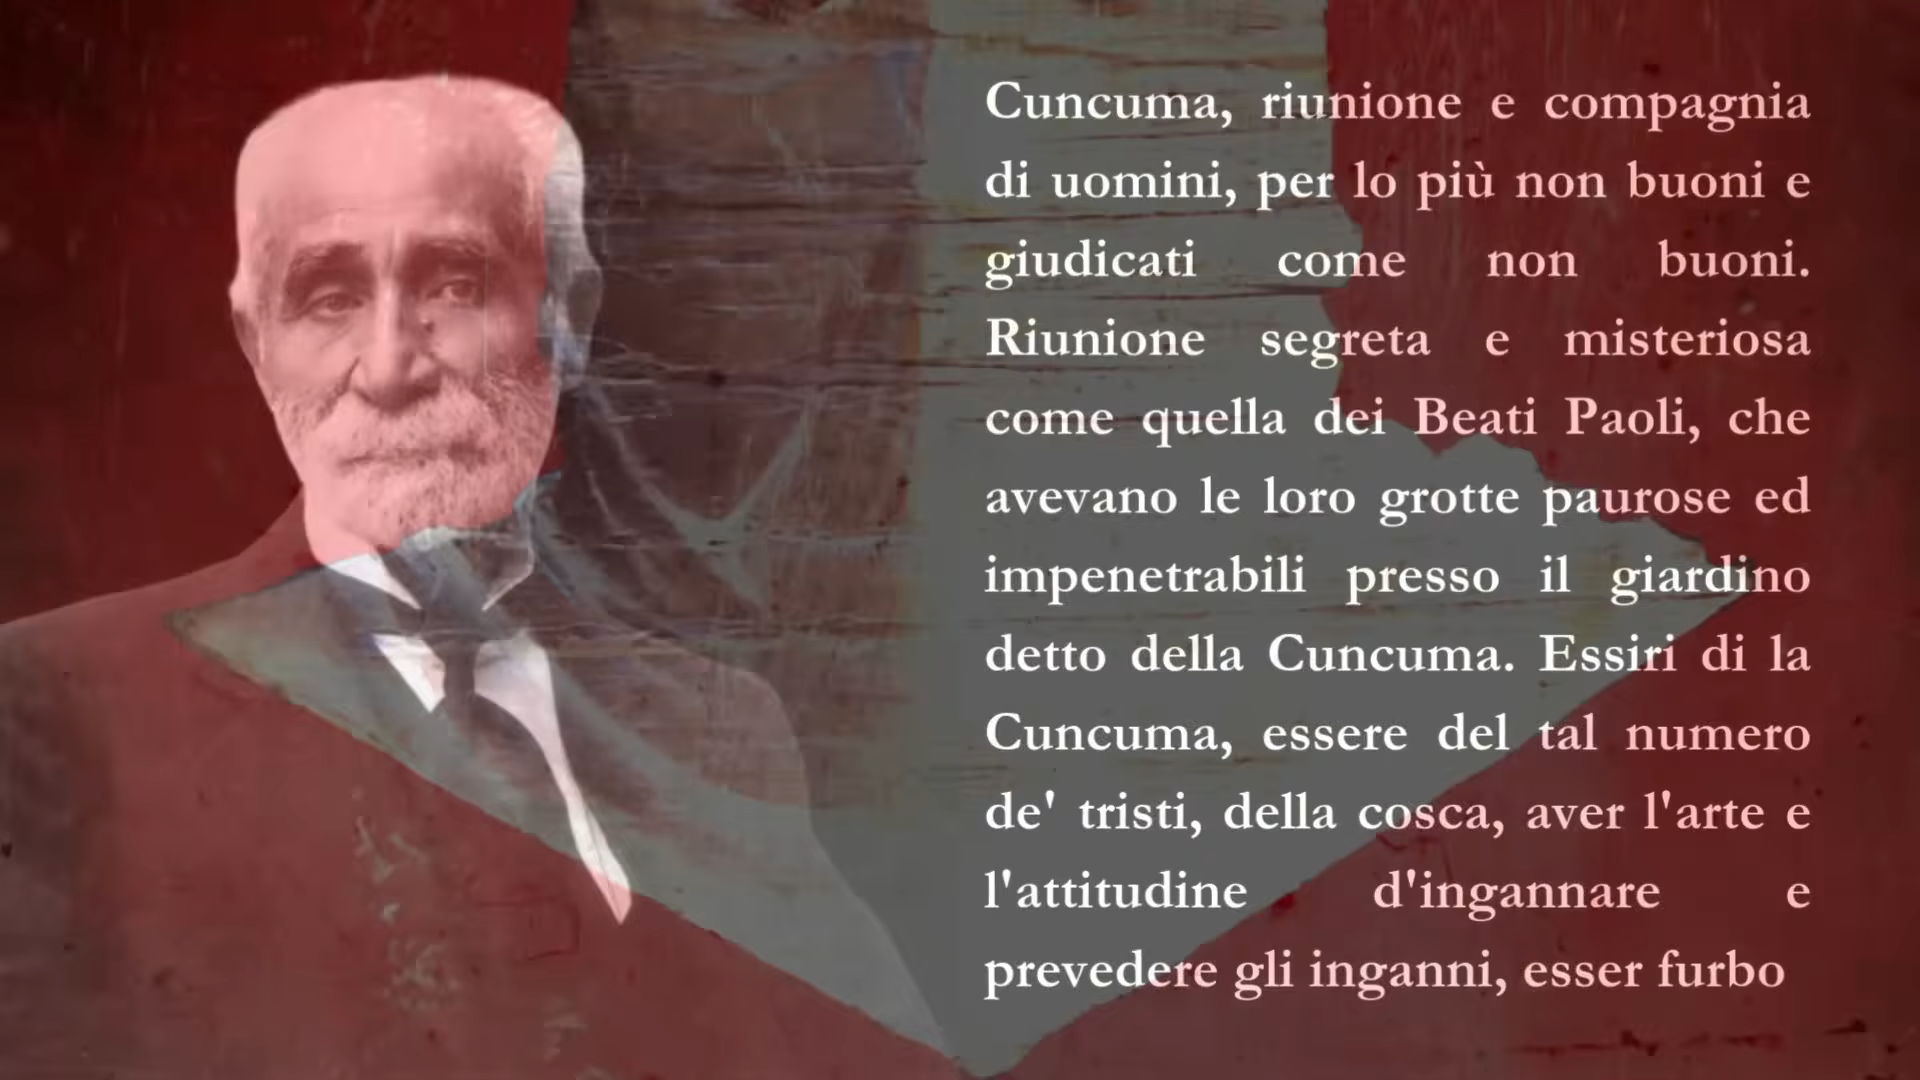 Cuncuma, riunione e compagnia
di uomini, per lo più non buoni e
giudicati come non buoni.
Riunione segreta e misteriosa
come quella dei Beati Paoli, che
avevano le loro grotte paurose ed
impenetrabili presso il giardino
detto della Cuncuma. Essiri di la
Cuncuma, essere del tal numero
de' tristi, della cosca, aver l'arte e
l'attitudine d'ingannare e
prevedere gli inganni, esser furbo